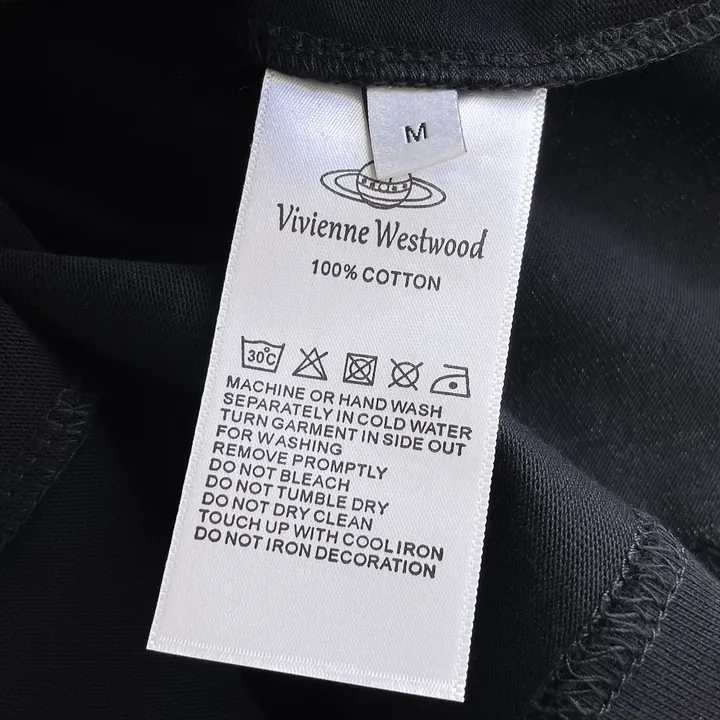 M
Vivienne Westwood
100% COTTON
30°C
MACHINE OR HAND WASH
SEPARATELY IN COLD WATER
TURN GARMENT IN SIDE OUT
FOR WASHING
REMOVE PROMPTLY
DO NOT BLEACH
DO NOT TUMBLE DRY
DO NOT DRY CLEAN
TOUCH UP WITH COOLIRON
DO NOT IRON DECORATION